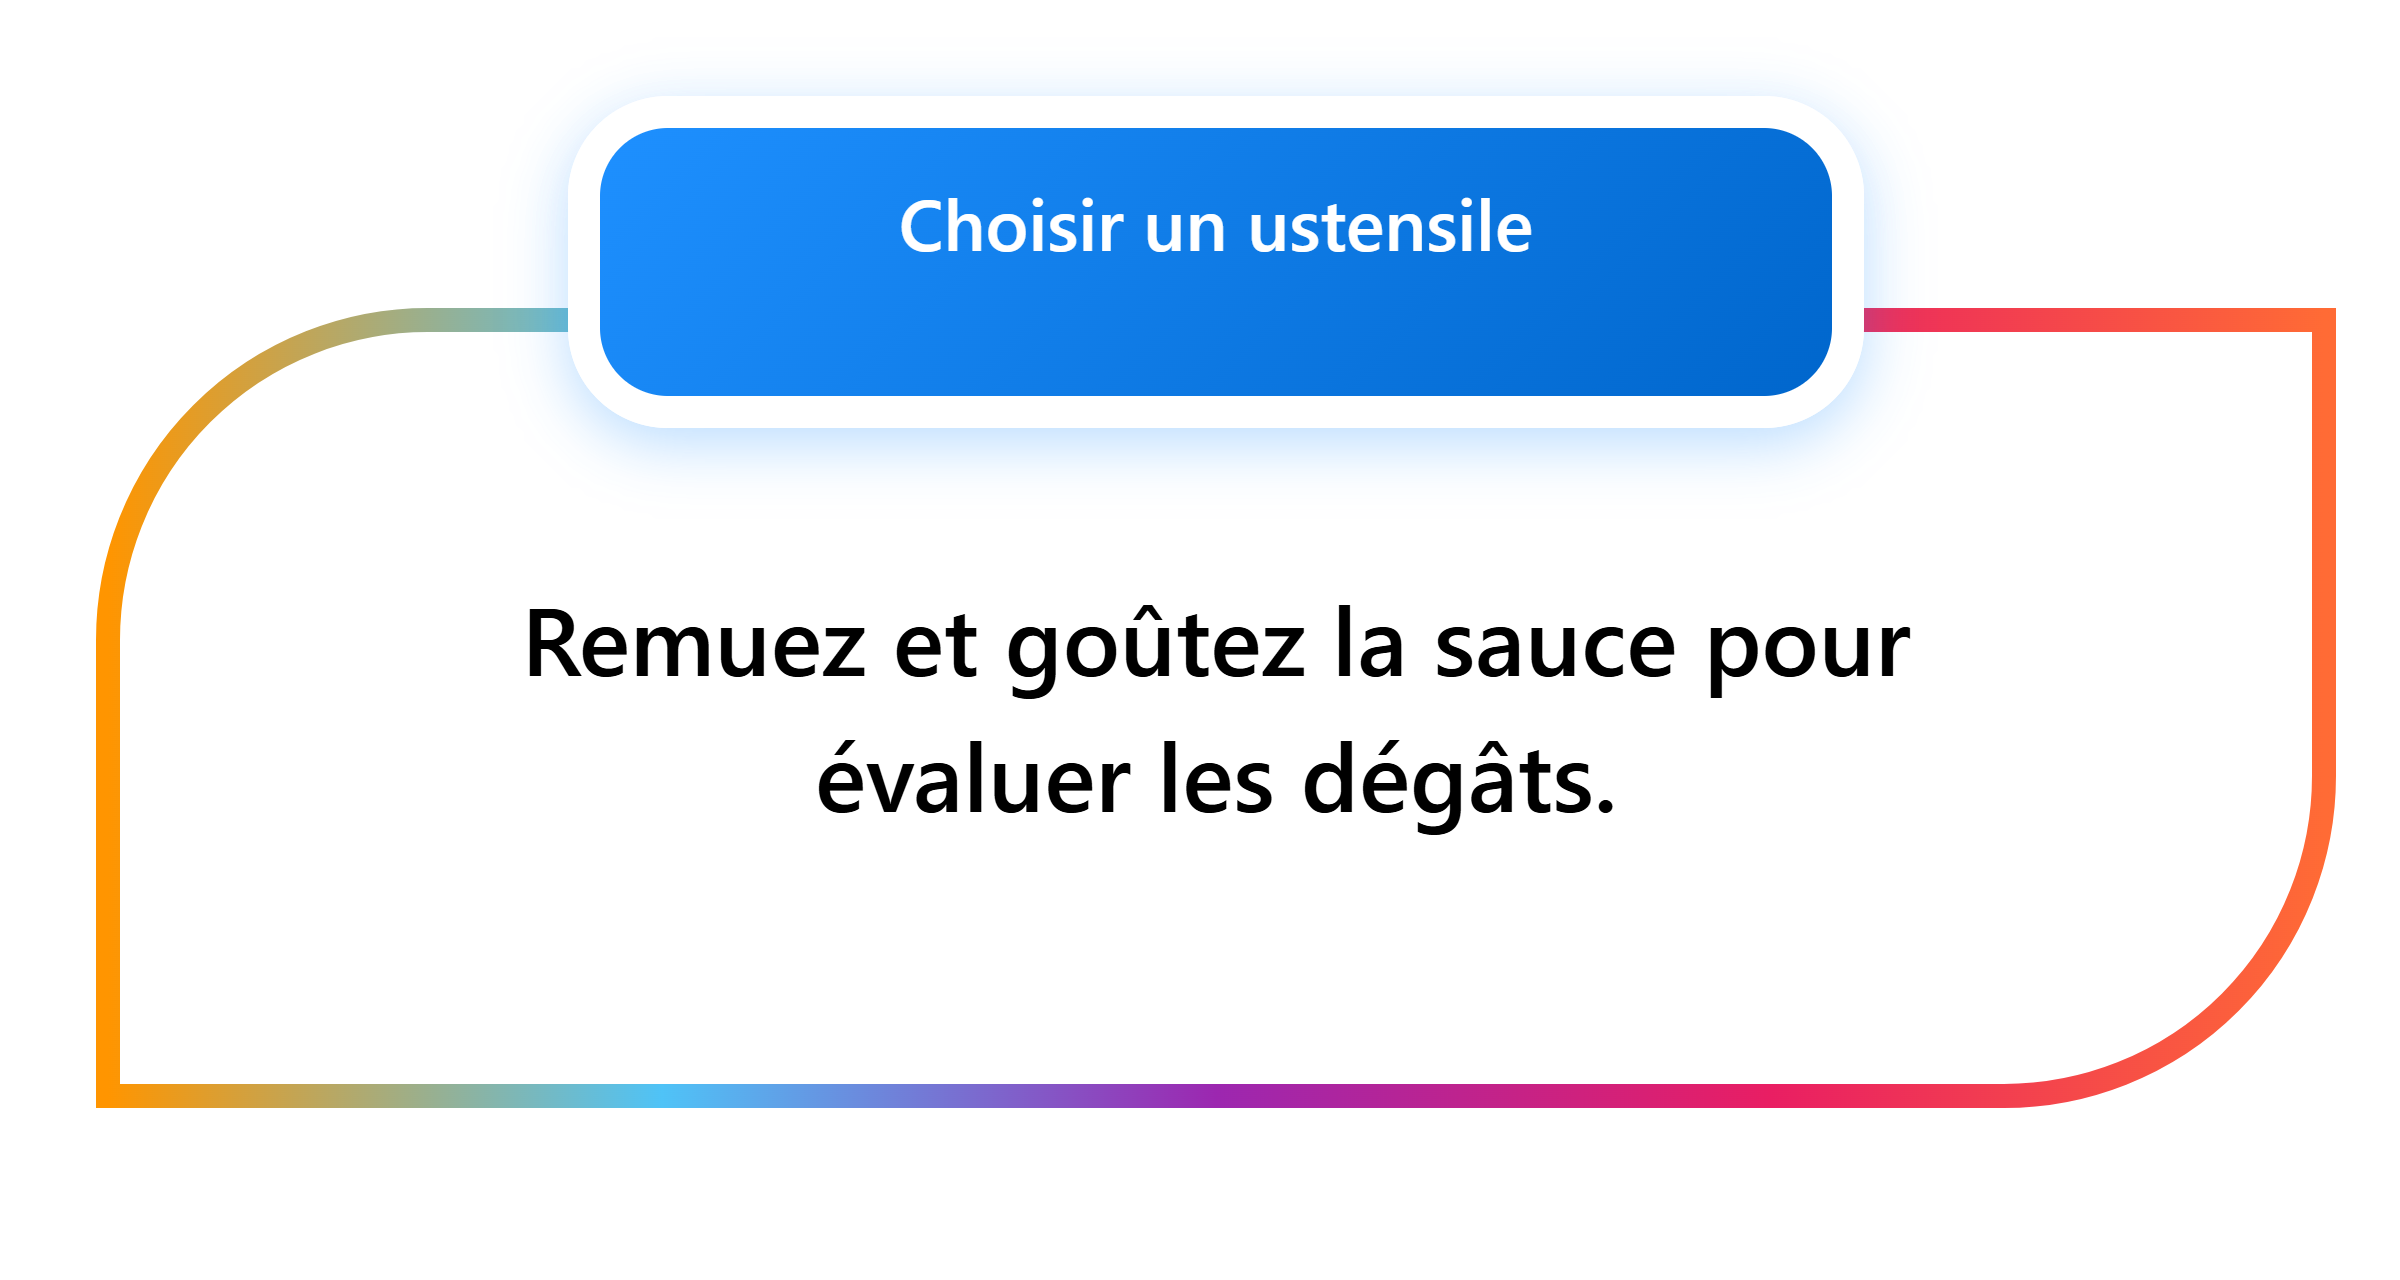 Choisir un ustensile
Remuez et goûtez la sauce pour
évaluer les dégâts.